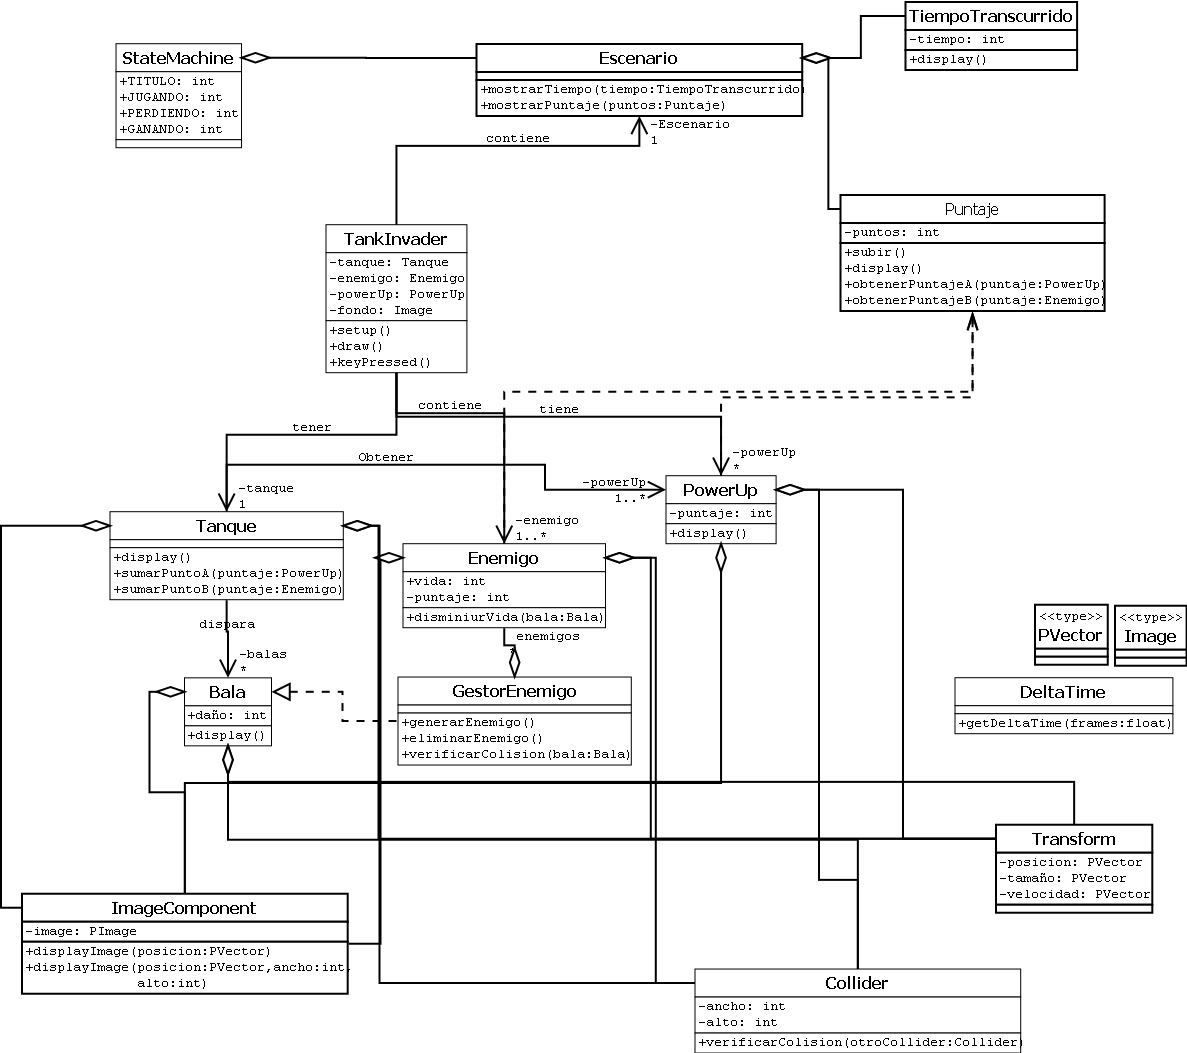 TiempoTranscurrido
-tiempo: int
+display()
StateMachine
+TITULO: int
+JUGANDO: int
+PERDIENDO: int
+GANANDO: int
Escenario
+mostrarTiempo(tiempo:TiempoTranscurrido)
+mostrarPuntaje(puntos:Puntaje)
-Escenario
1
contiene
Puntaje
-puntos: int
+subir()
+display()
+obtenerPuntajeA(puntaje:PowerUp)
+obtenerPuntajeB(puntaje:Enemigo)
TankInvader
-tanque: Tanque
-enemigo: Enemigo
-powerUp: PowerUp
-fondo: Image
+setup()
+draw()
+keyPressed()
contiene
tiene
tener
Obtener
-powerUp
*
-powerUp
1..*
-tanque
1
-enemigo
1..*
PowerUp
-puntaje: int
+display()
Tanque
+display()
+sumarPuntoA(puntaje:PowerUp)
+sumarPuntoB(puntaje:Enemigo)
Enemigo
+vida: int
-puntaje: int
+disminiurVida(bala:Bala)
dispara
-balas
*
enemigos
*
<<type>>
PVector
<<type>>
Image
Bala
+daño: int
+display()
GestorEnemigo
+generarEnemigo()
+eliminarEnemigo()
+verificarColision(bala:Bala)
DeltaTime
+getDeltaTime(frames:float)
Transform
-posicion: PVector
-tamaño: PVector
-velocidad: PVector
ImageComponent
-image: PImage
+displayImage(posicion:PVector)
+displayImage(posicion:PVector,ancho:int,
alto:int)
Collider
-ancho: int
-alto: int
+verificarColision(otroCollider:Collider)